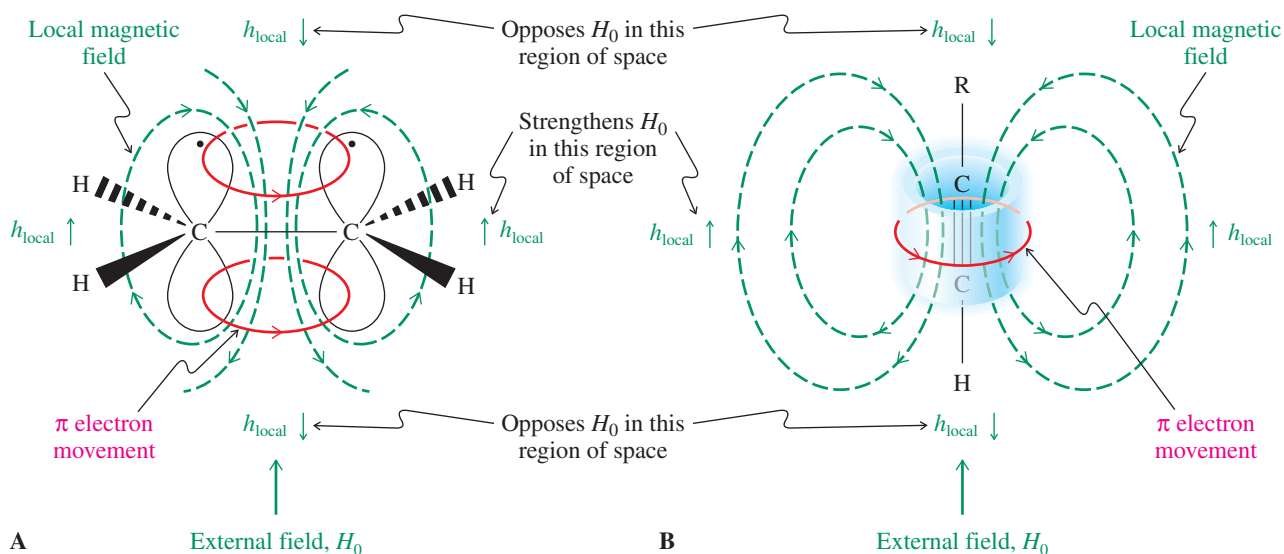 h_local ↓
Opposes H_0 in this
region of space
h_local ↓
Local magnetic
field
Local magnetic
field
R
Strengthens H_0
in this region
of space
C
H
H
h_local ↑
C
C
↑ h_local
h_local ↑
↑ h_local
H
H
C
H
π electron
movement
h_local ↓
Opposes H_0 in this
region of space
h_local ↓
π electron
movement
A
External field, H_0
B
External field, H_0